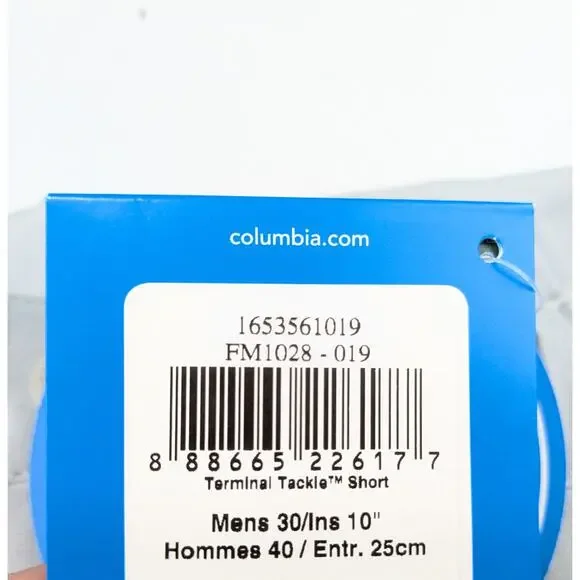 columbia.com
1653561019
FM1028 - 019
8 88665 22617 7
Terminal Tackle™ Short
Mens 30/Ins 10"
Hommes 40 / Entr. 25cm